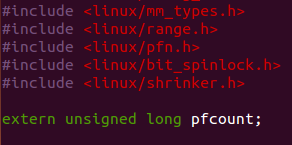 #include <linux/mm_types.h>
#include <linux/range.h>
#include <linux/pfn.h>
#include <linux/bit_spinlock.h>
#include <linux/shrinker.h>
extern unsigned long pfcount;